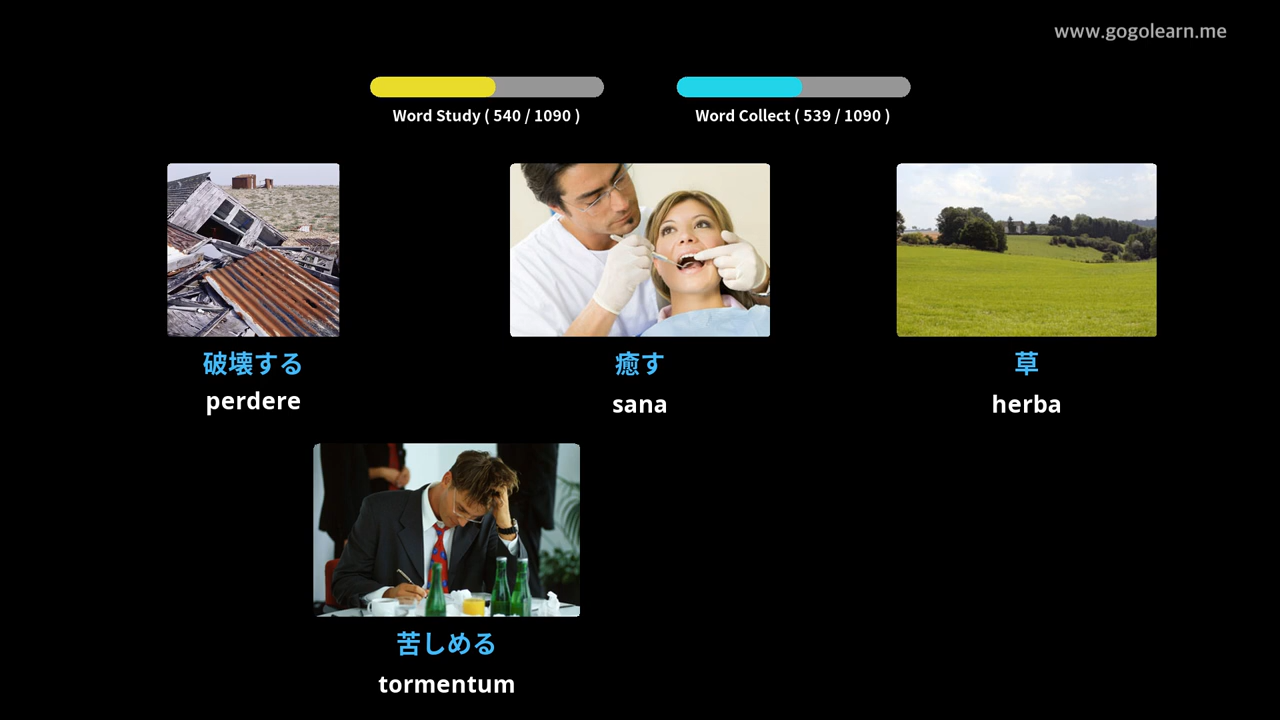 www.gogolearn.me
Word Study ( 540 / 1090 )
Word Collect ( 539 / 1090 )
破壊する
perdere
癒す
sana
草
herba
苦しめる
tormentum